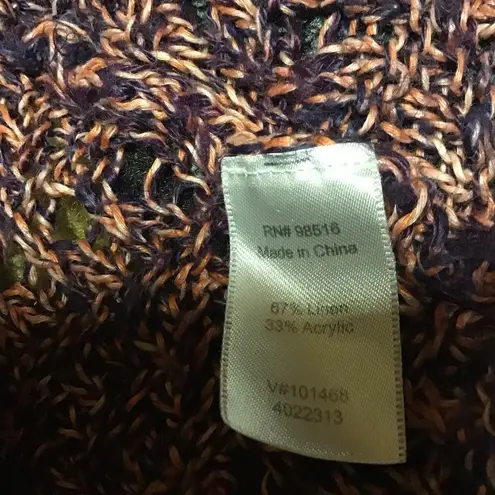 RN# 98516
Made in China
67% Linen
33% Acrylic
V#101468
4022313